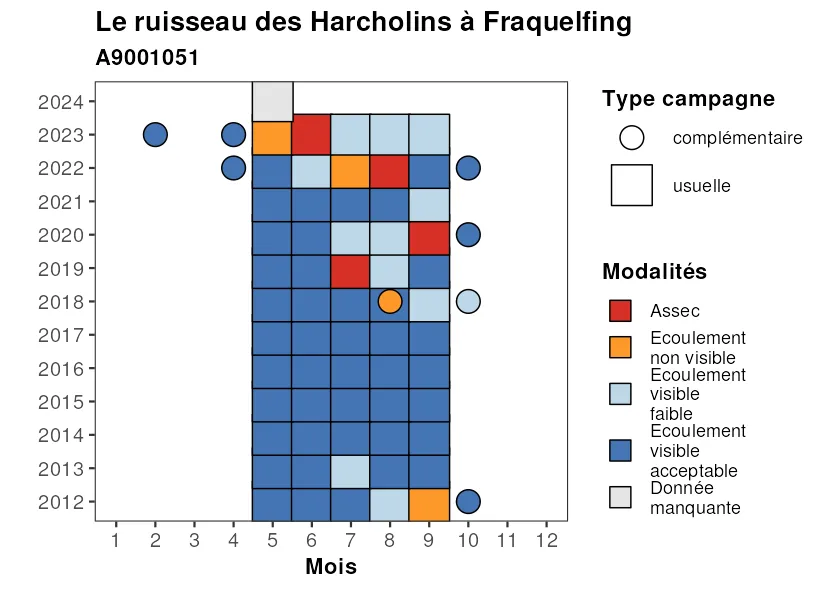 Le ruisseau des Harcholins à Fraquelfing
A9001051
2024
2023
2022
2021
2020
2019
2018
2017
2016
2015
2014
2013
2012
1 2 3 4 5 6 7 8 9 10 11 12
Mois
Type campagne
complémentaire
usuelle
Modalités
Assec
Ecoulement
non visible
Ecoulement
visible
faible
Ecoulement
visible
acceptable
Donnée
manquante